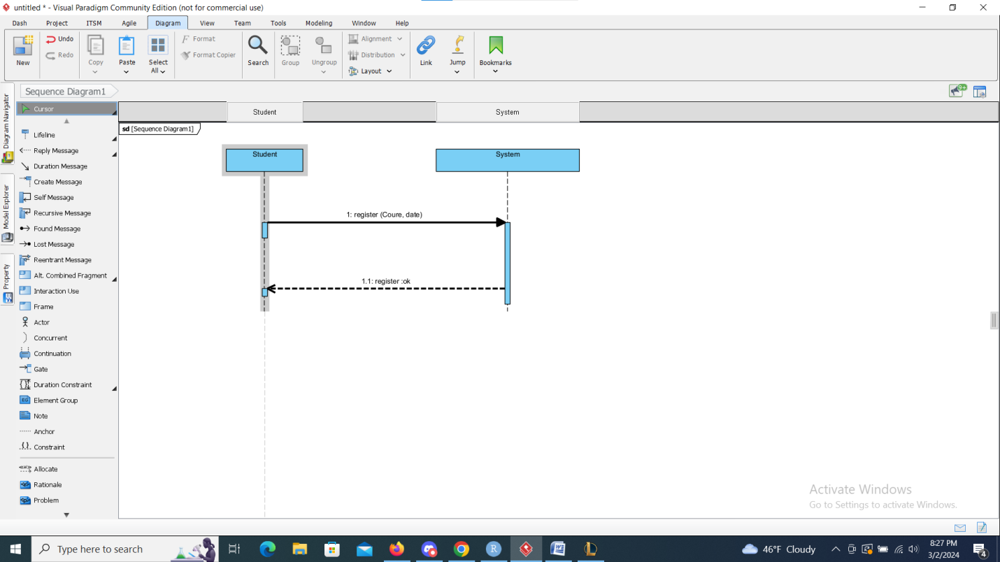 untitled * - Visual Paradigm Community Edition (not for commercial use)
Dash Project ITSM Agile Diagram View Team Tools Modeling Window Help
New
Undo
Redo
Copy
Paste
Select
All
Format
Format Copier
Search
Group
Ungroup
Alignment
Distribution
Layout
Link
Jump
Bookmarks
Sequence Diagram1
9+
Diagram Navigator
Model Explorer
Property
Cursor
Lifeline
Reply Message
Duration Message
Create Message
Self Message
Recursive Message
Found Message
Lost Message
Reentrant Message
Alt. Combined Fragment
Interaction Use
Frame
Actor
Concurrent
Continuation
Gate
Duration Constraint
EG Element Group
Note
Anchor
{} Constraint
Allocate
Rationale
Problem
Student System
sd [Sequence Diagram1]
Student System
1: register (Coure, date)
1.1: register :ok
Activate Windows
Go to Settings to activate Windows.
Type here to search
R
46°F Cloudy
8:27 PM
3/2/2024
4